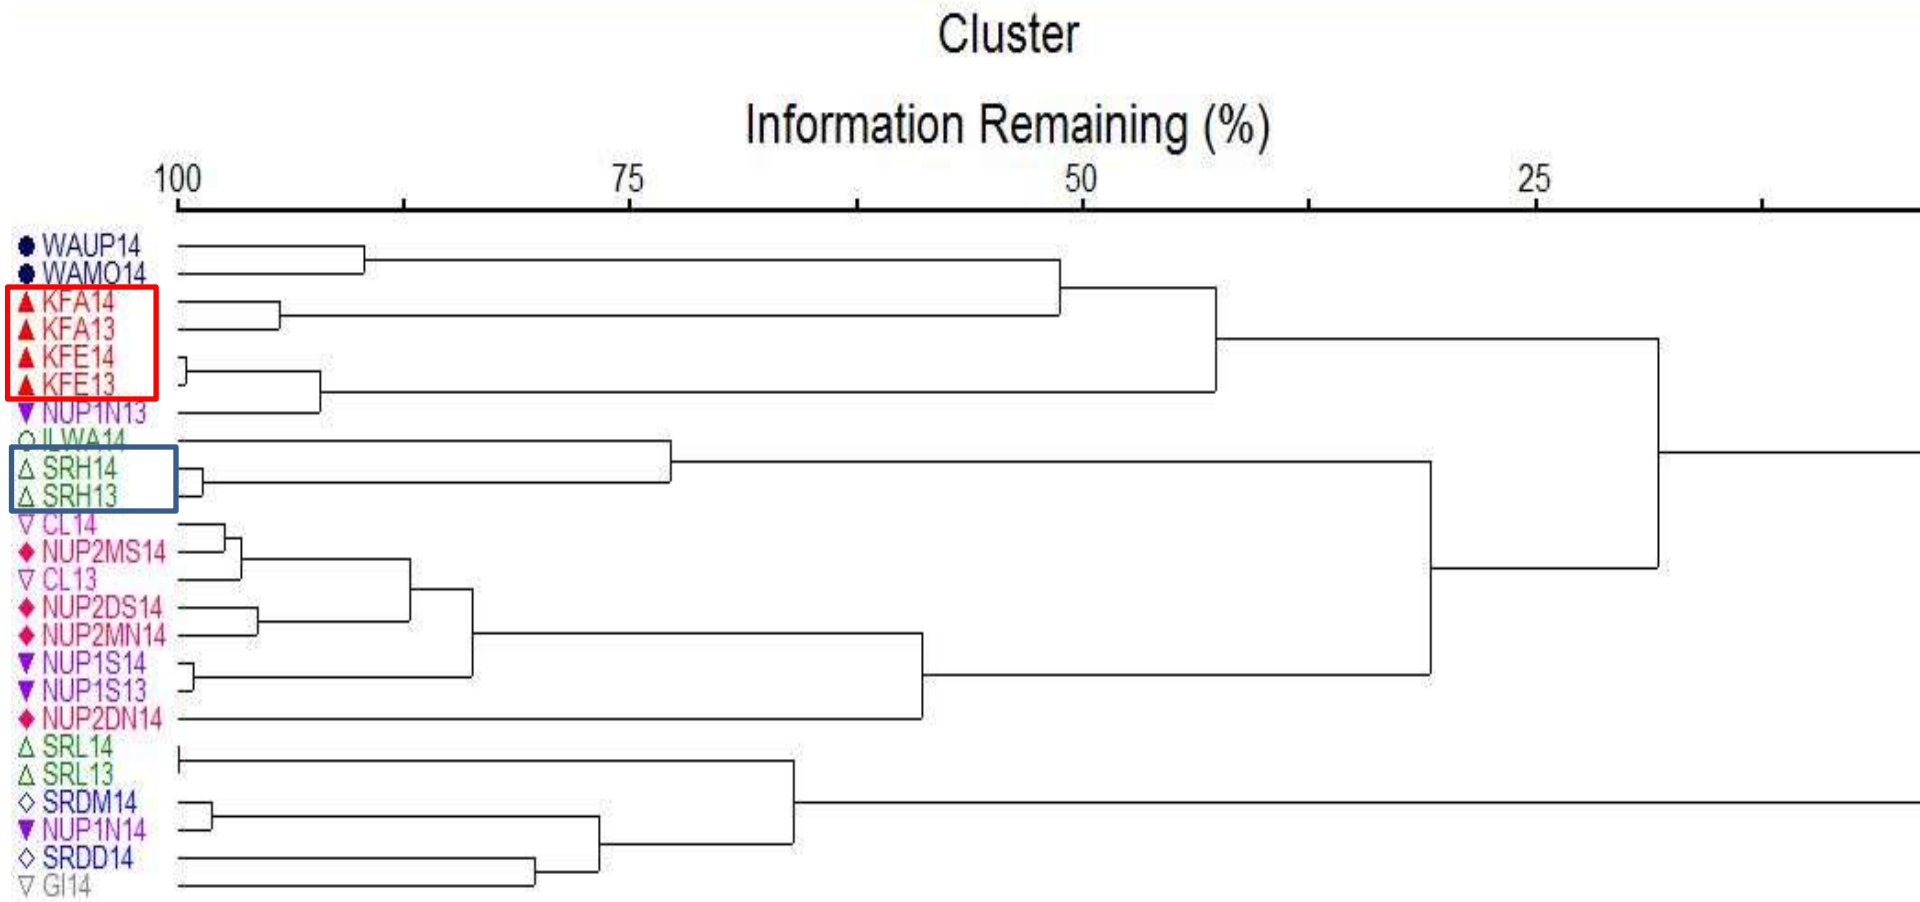 Cluster
Information Remaining (%)
100 75 50 25
WAUP14
WAMO14
KFA14
KFA13
KFE14
KFE13
NUP1N13
ILWA14
SRH14
SRH13
CL14
NUP2MS14
CL13
NUP2DS14
NUP2MN14
NUP1S14
NUP1S13
NUP2DN14
SRL14
SRL13
SRDM14
NUP1N14
SRDD14
GI14